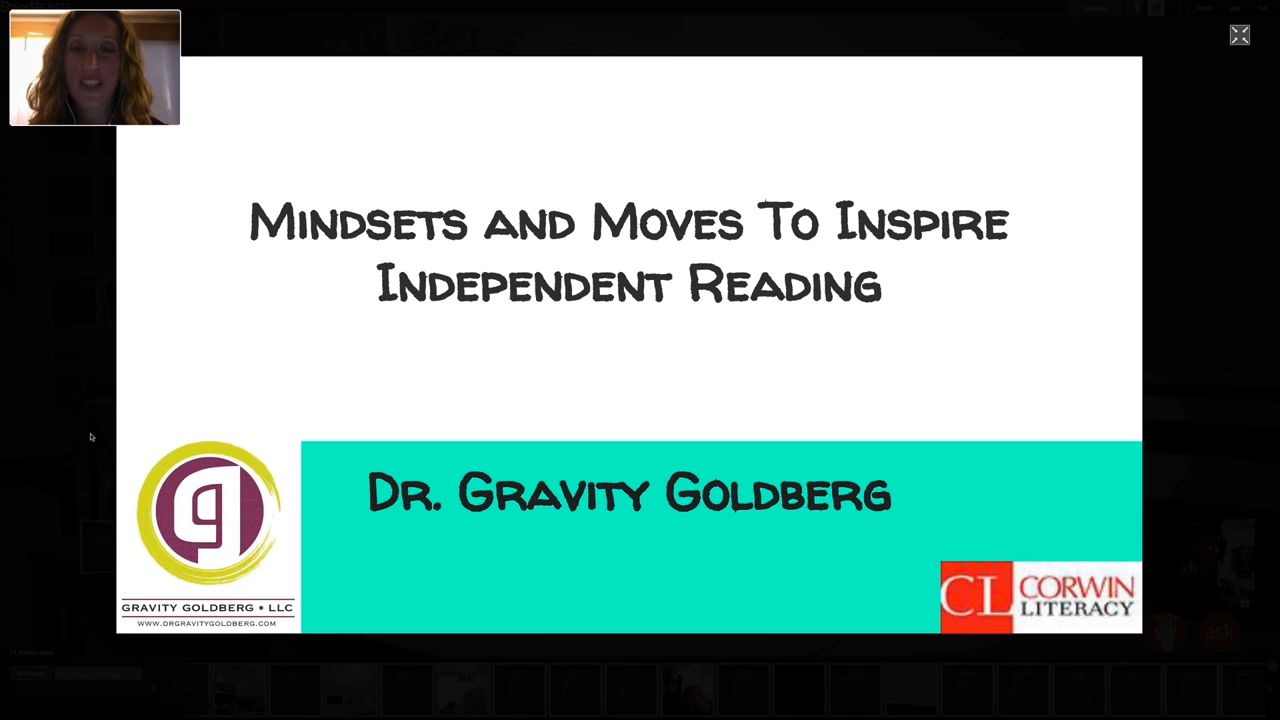 Mindsets and Moves To Inspire
Independent Reading
Dr. Gravity Goldberg
g
GRAVITY GOLDBERG • LLC
WWW.DRGRAVITYGOLDBERG.COM
CL CORWIN
LITERACY
ask